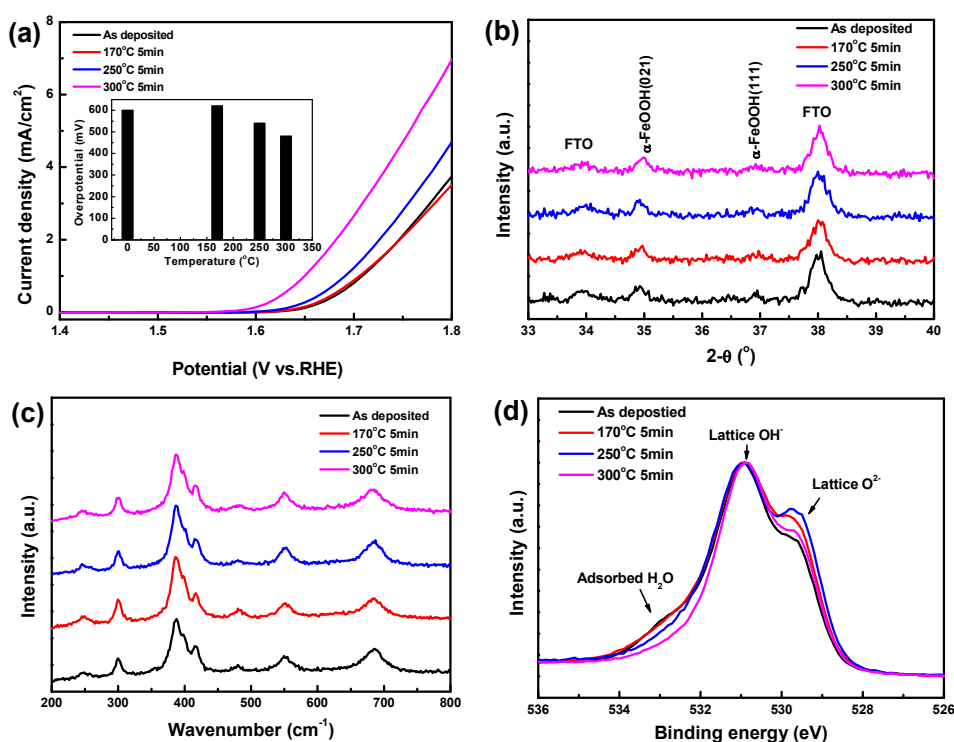 (a)
As deposited
170°C 5min
250°C 5min
300°C 5min
Current density (mA/cm²)
8
6
4
2
0
1.4 1.5 1.6 1.7 1.8
Potential (V vs.RHE)
Overpotential (mV)
600
500
400
300
200
100
0
0 50 100 150 200 250 300 350
Temperature (°C)
(b)
As deposited
170°C 5min
250°C 5min
300°C 5min
Intensity (a.u.)
FTO
α-FeOOH(021)
α-FeOOH(111)
FTO
33 34 35 36 37 38 39 40
2-θ (°)
(c)
As deposited
170°C 5min
250°C 5min
300°C 5min
Intensity (a.u.)
200 300 400 500 600 700 800
Wavenumber (cm⁻¹)
(d)
As depostied
170°C 5min
250°C 5min
300°C 5min
Lattice OH⁻
Lattice O²⁻
Adsorbed H₂O
Intensity (a.u.)
536 534 532 530 528 526
Binding energy (eV)